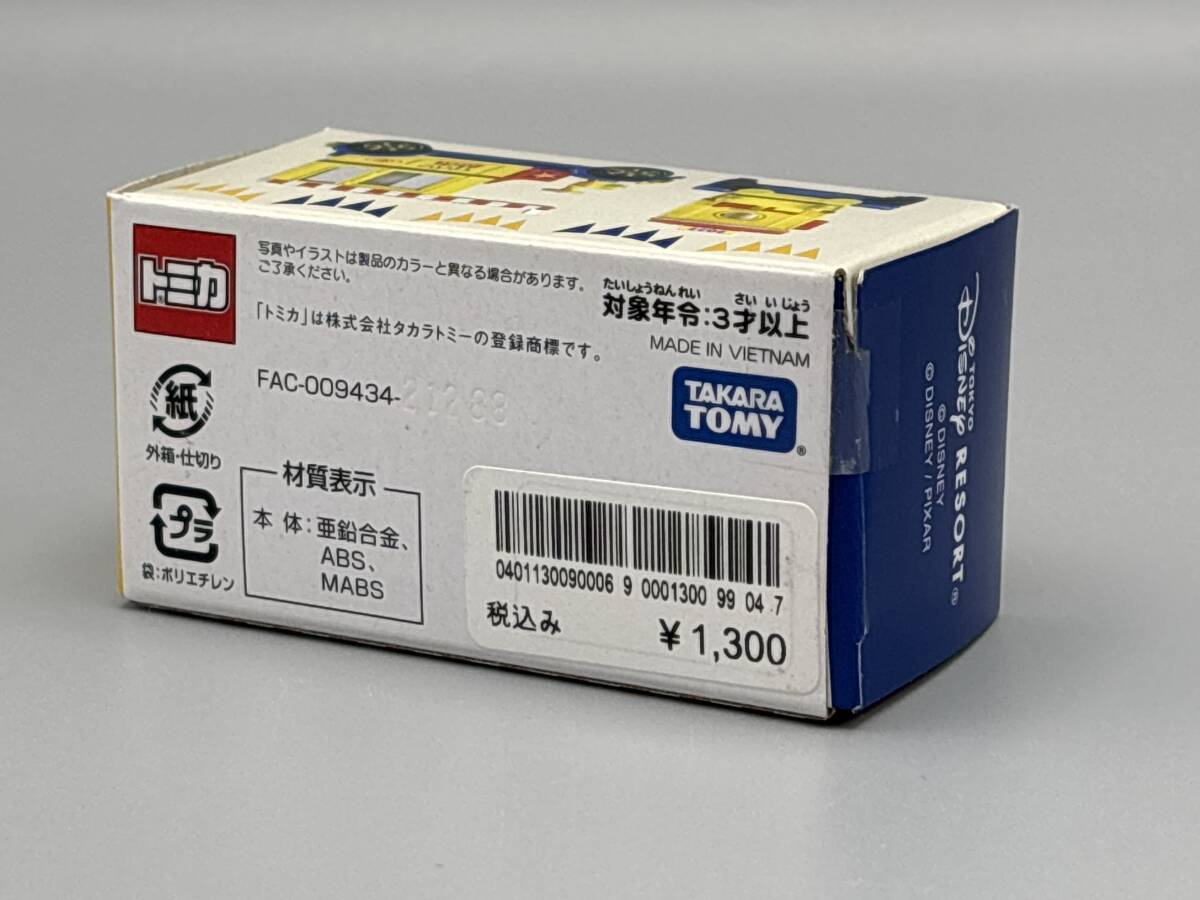 トミカ
写真やイラストは製品のカラーと異なる場合があります。
ご了承ください。
「トミカ」は株式会社タカラトミーの登録商標です。
FAC-009434-21288
たいしょうねんれい さいいじょう
対象年令:3才以上
MADE IN VIETNAM
TAKARA
TOMY®
紙
外箱・仕切り
プラ
袋:ポリエチレン
材質表示
本体:亜鉛合金、
ABS、
MABS
0401130090006 9 0001300 99 04 7
税込み
¥1,300
TOKYO
DISNEY RESORT®
© DISNEY
© DISNEY / PIXAR